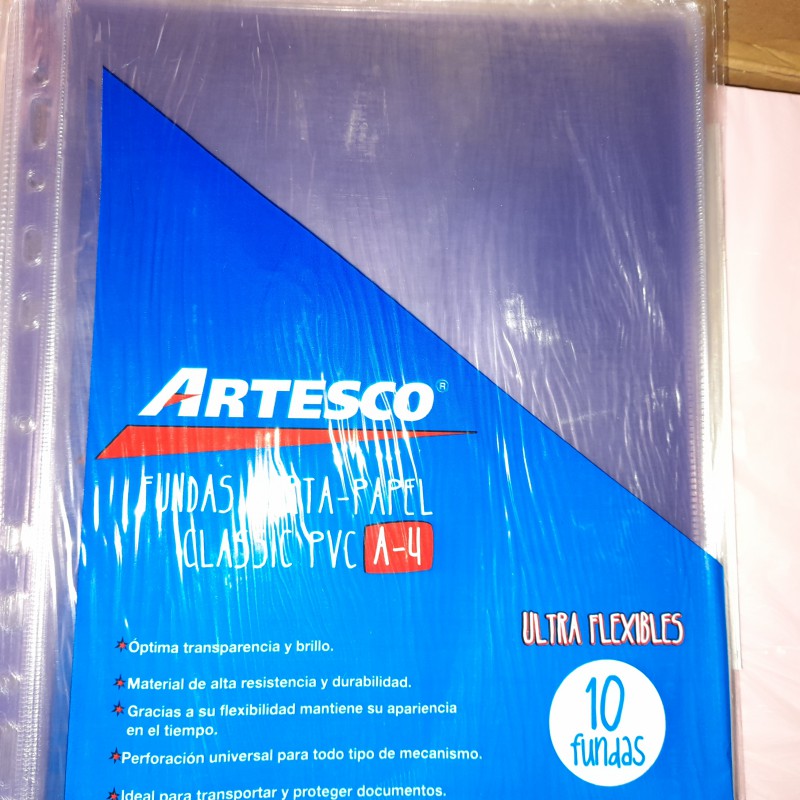 ARTESCO®
FUNDAS PORTA-PAPEL
CLASSIC PVC A-4
ULTRA FLEXIBLES
Óptima transparencia y brillo.
Material de alta resistencia y durabilidad.
Gracias a su flexibilidad mantiene su apariencia
en el tiempo.
Perforación universal para todo tipo de mecanismo.
Ideal para transportar y proteger documentos.
10
fundas